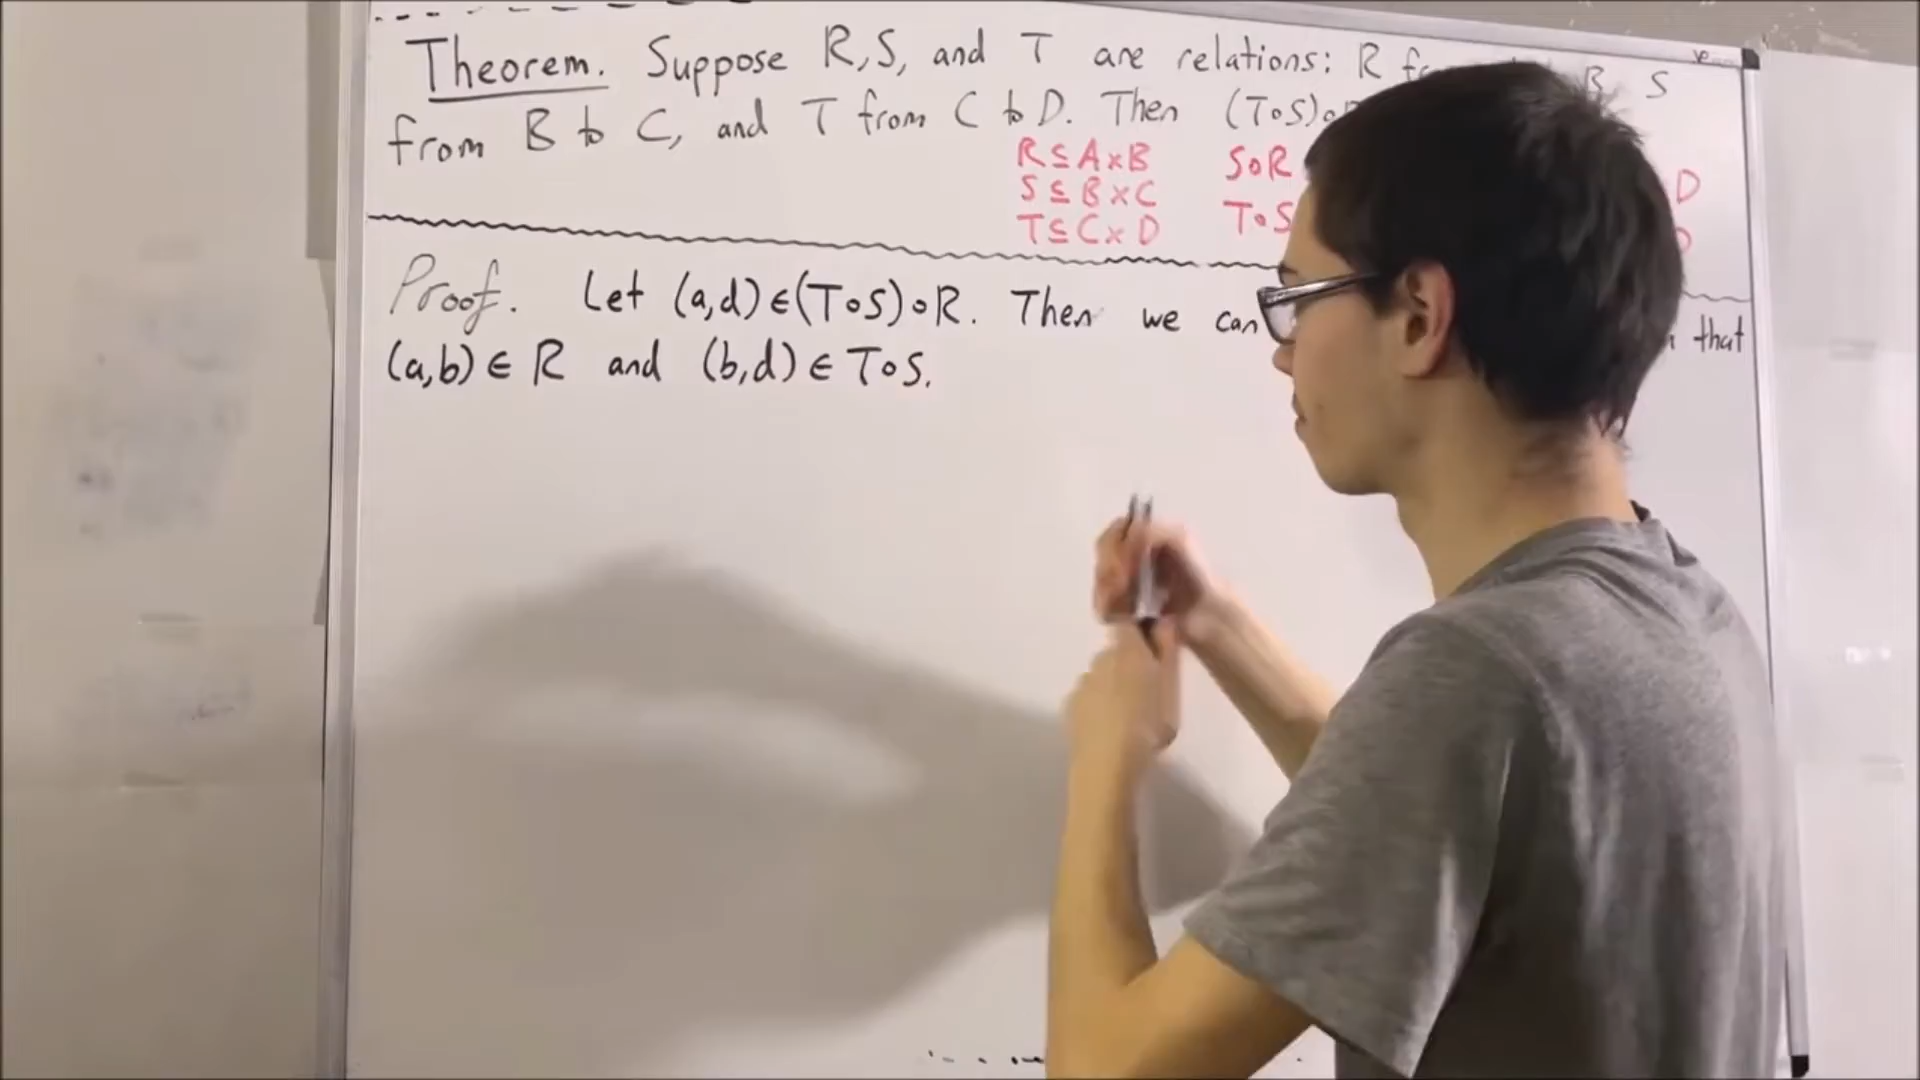 Theorem. Suppose R, S, and T are relations: R B S
from B to C, and T from C to D. Then (T∘S)∘
R ⊆ A×B S∘R
S ⊆ B×C D
T ⊆ C×D T∘S
Proof. Let (a,d) ∈ (T∘S)∘R. Then we can that
(a,b) ∈ R and (b,d) ∈ T∘S.